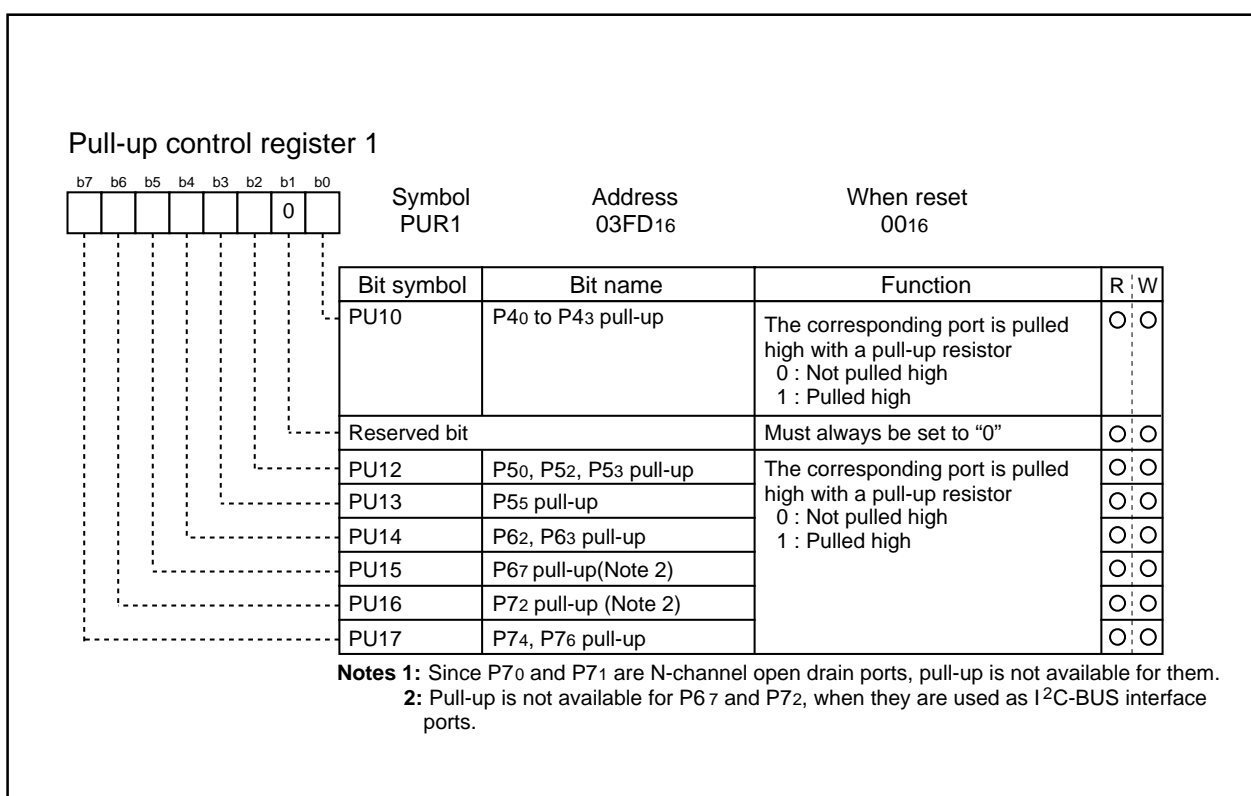 Pull-up control register 1
b7 b6 b5 b4 b3 b2 b1 b0
0
Symbol Address When reset
PUR1 03FD16 0016
Bit symbol Bit name Function R W
PU10 P40 to P43 pull-up The corresponding port is pulled
high with a pull-up resistor
0 : Not pulled high
1 : Pulled high
Reserved bit Must always be set to “0”
PU12 P50, P52, P53 pull-up The corresponding port is pulled
high with a pull-up resistor
PU13 P55 pull-up 0 : Not pulled high
PU14 P62, P63 pull-up 1 : Pulled high
PU15 P67 pull-up(Note 2)
PU16 P72 pull-up (Note 2)
PU17 P74, P76 pull-up
Notes 1: Since P70 and P71 are N-channel open drain ports, pull-up is not available for them.
2: Pull-up is not available for P67 and P72, when they are used as I2C-BUS interface
ports.